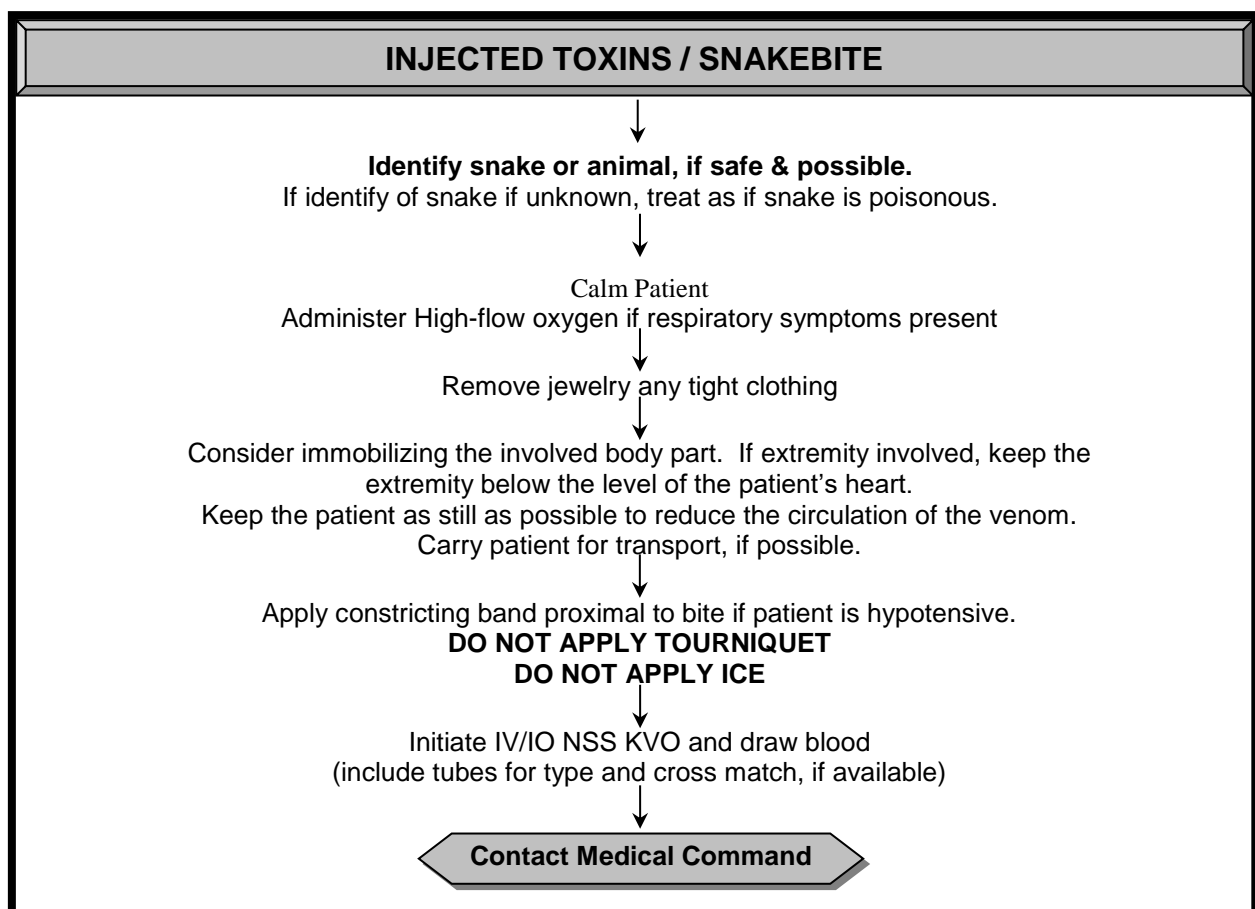 INJECTED TOXINS / SNAKEBITE
Identify snake or animal, if safe & possible.
If identify of snake if unknown, treat as if snake is poisonous.
Calm Patient
Administer High-flow oxygen if respiratory symptoms present
Remove jewelry any tight clothing
Consider immobilizing the involved body part.  If extremity involved, keep the
extremity below the level of the patient's heart.
Keep the patient as still as possible to reduce the circulation of the venom.
Carry patient for transport, if possible.
Apply constricting band proximal to bite if patient is hypotensive.
DO NOT APPLY TOURNIQUET
DO NOT APPLY ICE
Initiate IV/IO NSS KVO and draw blood
(include tubes for type and cross match, if available)
Contact Medical Command